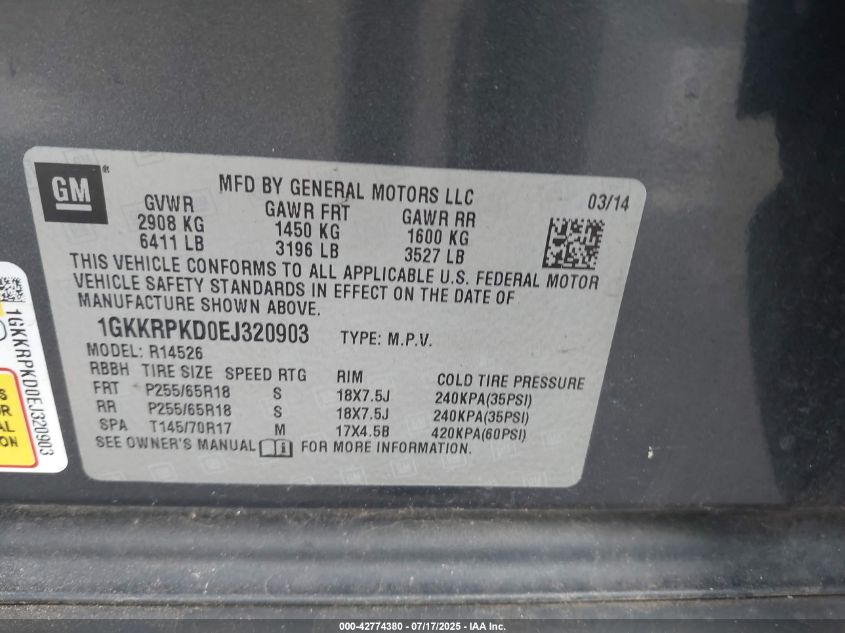 GM ®
MFD BY GENERAL MOTORS LLC
03/14
GVWR GAWR FRT GAWR RR
2908 KG 1450 KG 1600 KG
6411 LB 3196 LB 3527 LB
THIS VEHICLE CONFORMS TO ALL APPLICABLE U.S. FEDERAL MOTOR
VEHICLE SAFETY STANDARDS IN EFFECT ON THE DATE OF
MANUFACTURE SHOWN ABOVE.
1GKKRPKD0EJ320903 TYPE: M.P.V.
MODEL: R14526
RBBH TIRE SIZE SPEED RTG RIM COLD TIRE PRESSURE
FRT P255/65R18 S 18X7.5J 240KPA(35PSI)
RR P255/65R18 S 18X7.5J 240KPA(35PSI)
SPA T145/70R17 M 17X4.5B 420KPA(60PSI)
SEE OWNER'S MANUAL FOR MORE INFORMATION.
1GKKRPKD0EJ320903
000-42774380 - 07/17/2025 - IAA Inc.